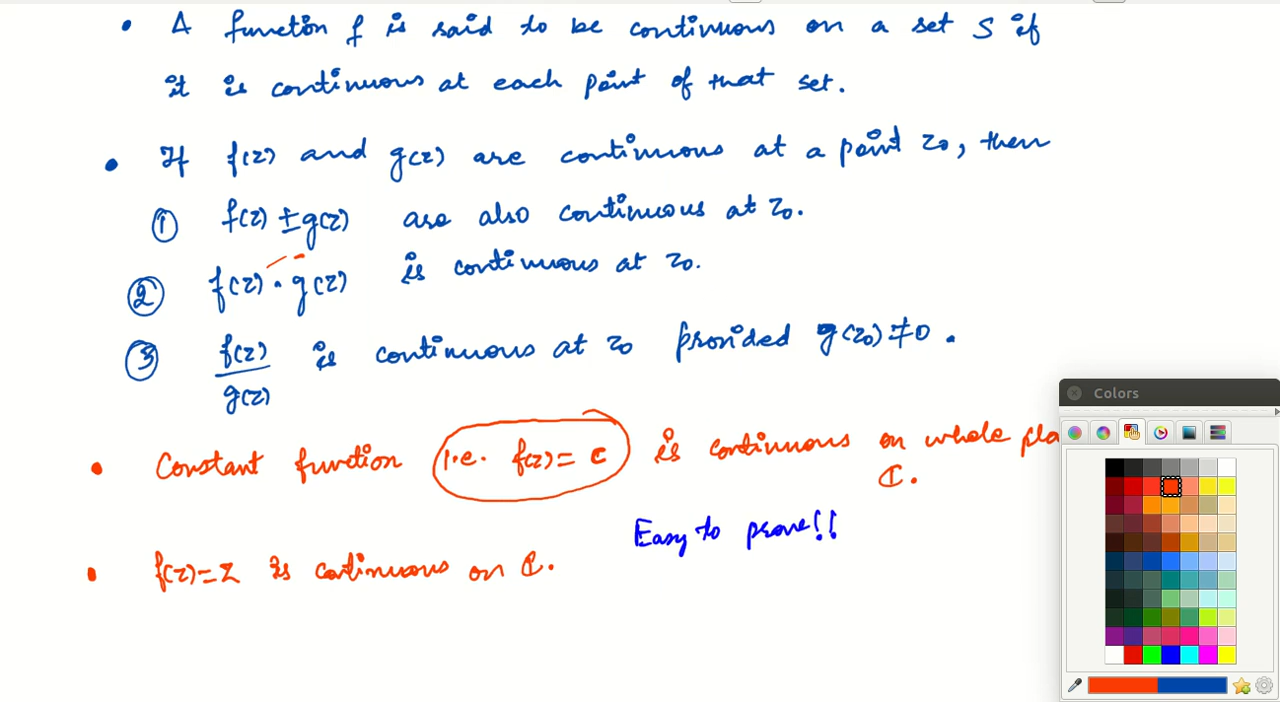 • A function f is said to be continuous on a set S if
it is continuous at each point of that set.
• If f(z) and g(z) are continuous at a point z0, then
① f(z) ± g(z) are also continuous at z0.
② f(z) · g(z) is continuous at z0.
③ f(z)/g(z) is continuous at z0 provided g(z0) ≠ 0.
Colors
• Constant function (i.e. f(z) = c) is continuous on whole pla
ℂ.
Easy to prove!!
• f(z) = z is continuous on ℂ.